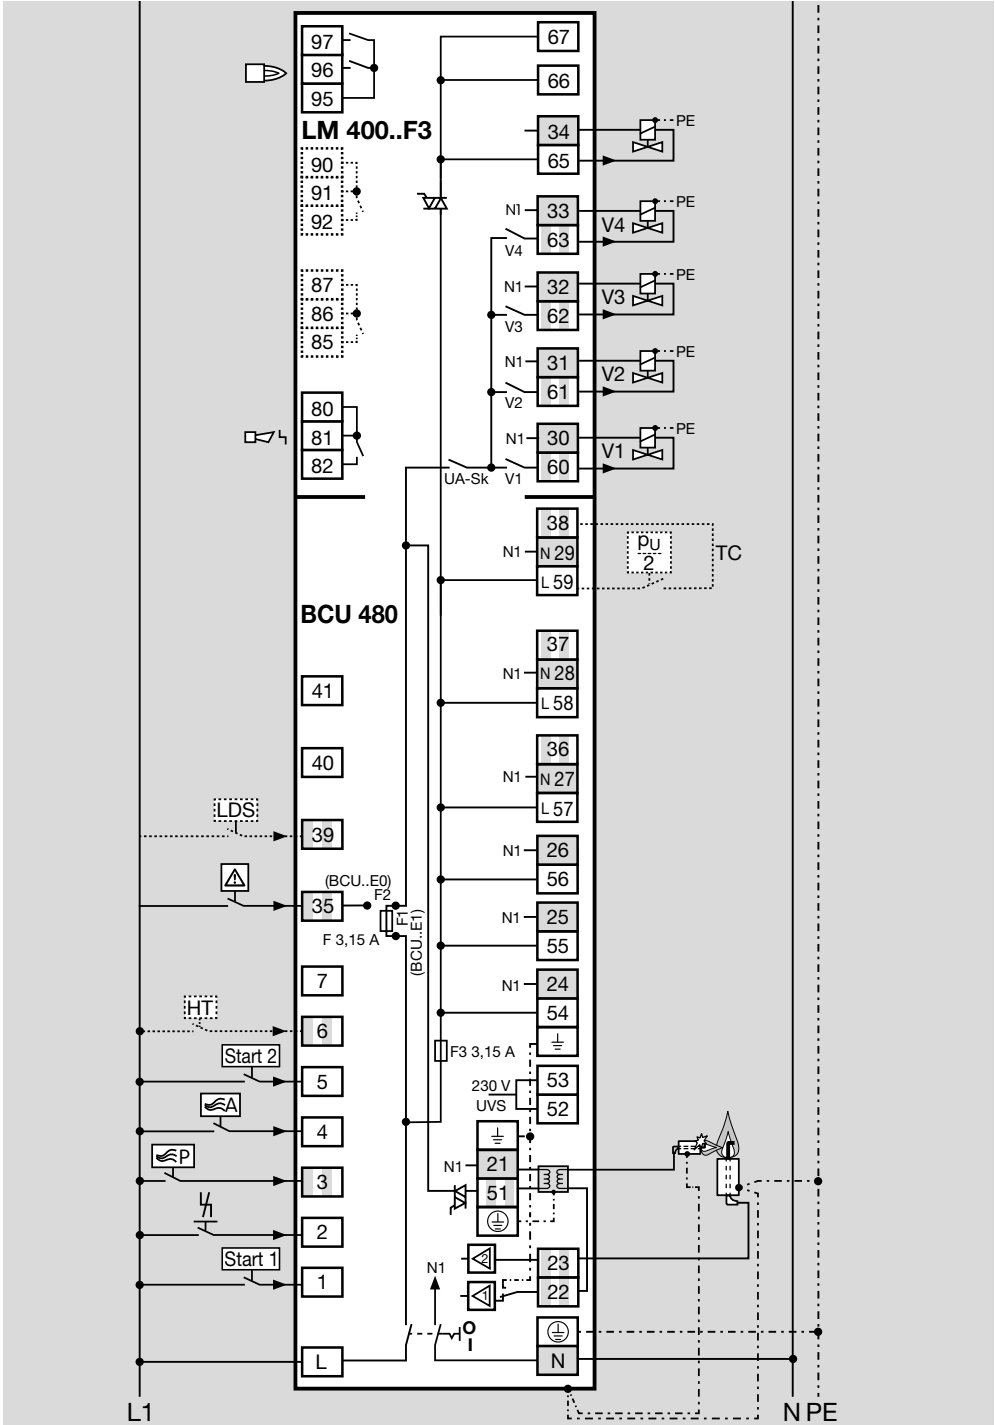 97
96
95
LM 400..F3
90
91
92
87
86
85
80
81
82
67
66
34
65
PE
N1
33
63
V4
V4
PE
N1
32
62
V3
V3
PE
N1
31
61
V2
V2
PE
N1
30
60
V1
V1
PE
UA-Sk
38
N1
N 29
L 59
pU
2
TC
BCU 480
37
N1
N 28
L 58
41
36
N1
N 27
L 57
40
LDS
39
N1
26
56
(BCU..E0)
F2
35
F1
(BCU..E1)
F 3,15 A
N1
25
55
7
N1
24
54
HT
6
F3 3,15 A
Start 2
5
230 V
UVS
53
52
A
4
N1
21
51
P
3
2
2
23
Start 1
1
N1
1
22
O
I
L
N
L1
N PE